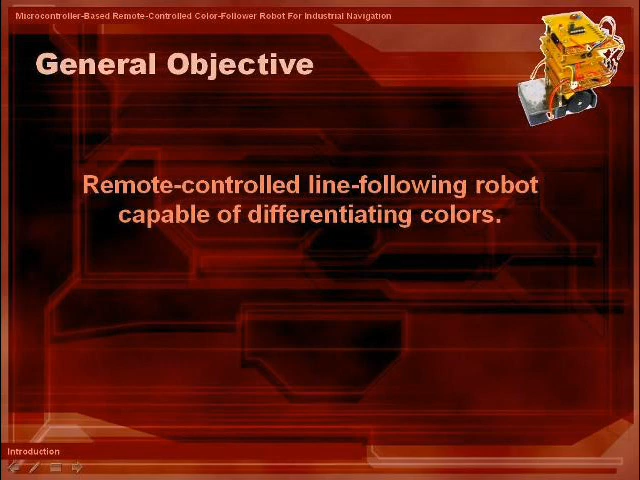 Microcontroller-Based Remote-Controlled Color-Follower Robot For Industrial Navigation
General Objective
Remote-controlled line-following robot
capable of differentiating colors.
Introduction